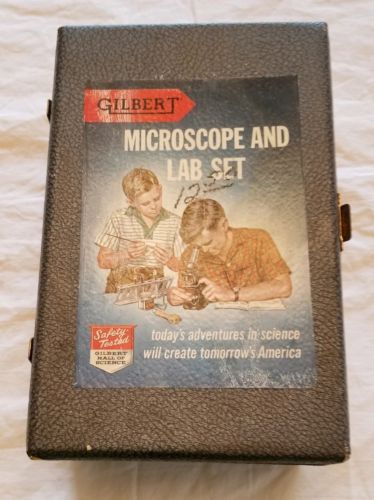 GILBERT
MICROSCOPE AND
LAB SET
Safety
Tested
GILBERT
HALL OF
SCIENCE
today's adventures in science
will create tomorrow's America